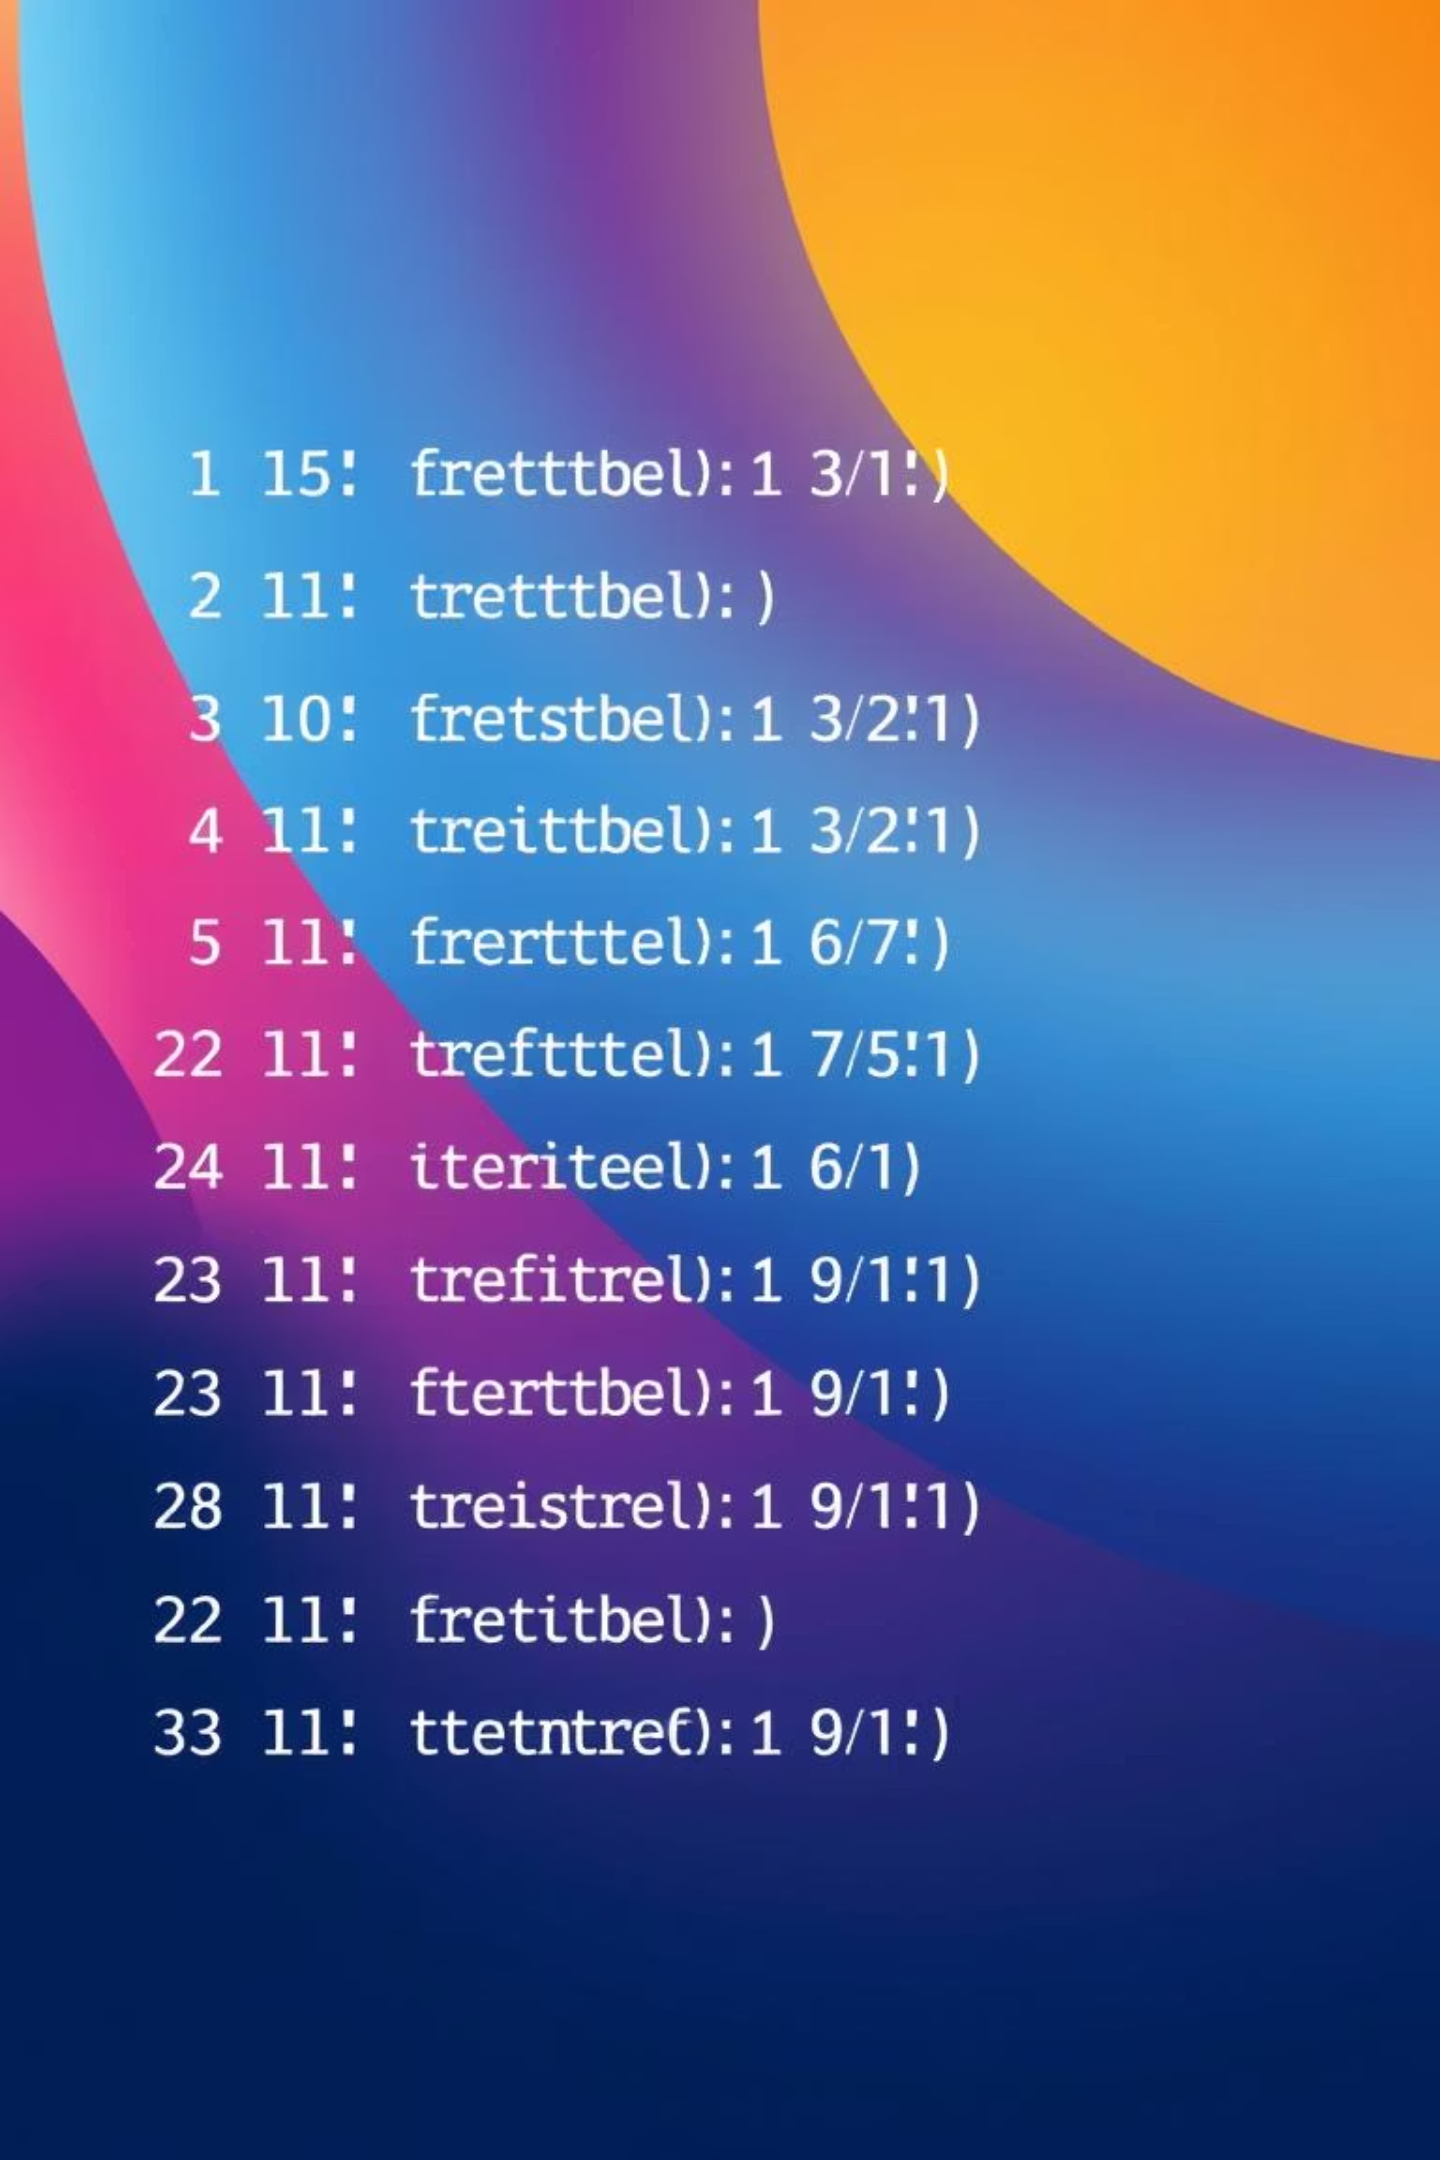 1 15: fretttbel): 1 3/1!)
2 11: tretttbel): )
3 10: fretstbel): 1 3/2!1)
4 11: treittbel): 1 3/2!1)
5 11: frertttel): 1 6/7!)
22 11: treftttel): 1 7/5!1)
24 11: iteriteel): 1 6/1)
23 11: trefitrel): 1 9/1!1)
23 11: fterttbel): 1 9/1!)
28 11: treistrel): 1 9/1!1)
22 11: fretitbel): )
33 11: 1 9/1!)